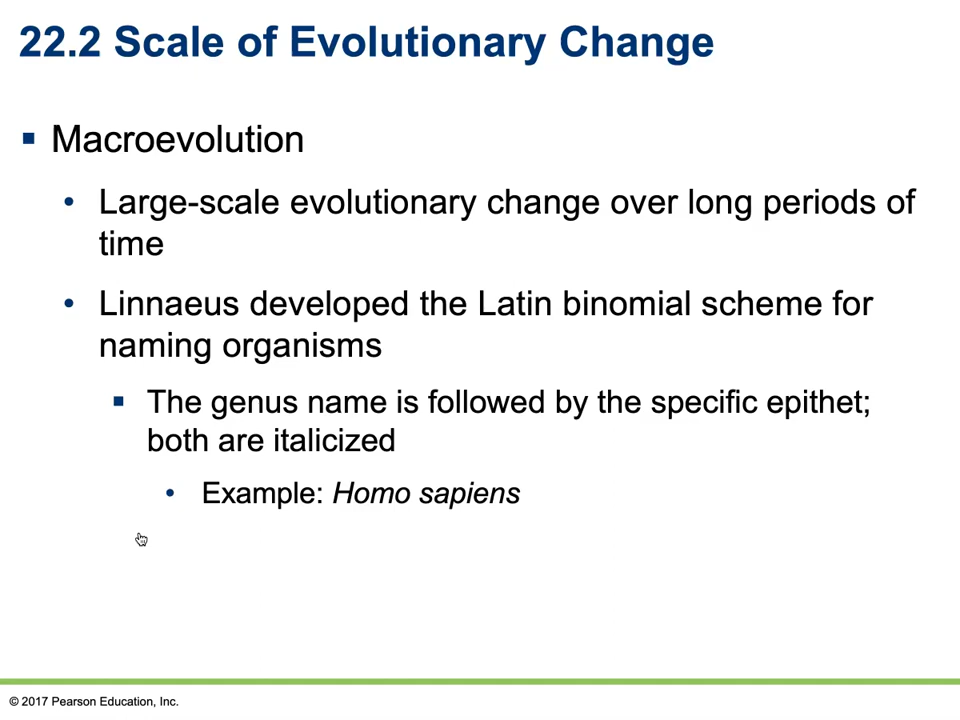 22.2 Scale of Evolutionary Change
▪ Macroevolution
• Large-scale evolutionary change over long periods of
time
• Linnaeus developed the Latin binomial scheme for
naming organisms
▪ The genus name is followed by the specific epithet;
both are italicized
• Example: Homo sapiens
© 2017 Pearson Education, Inc.